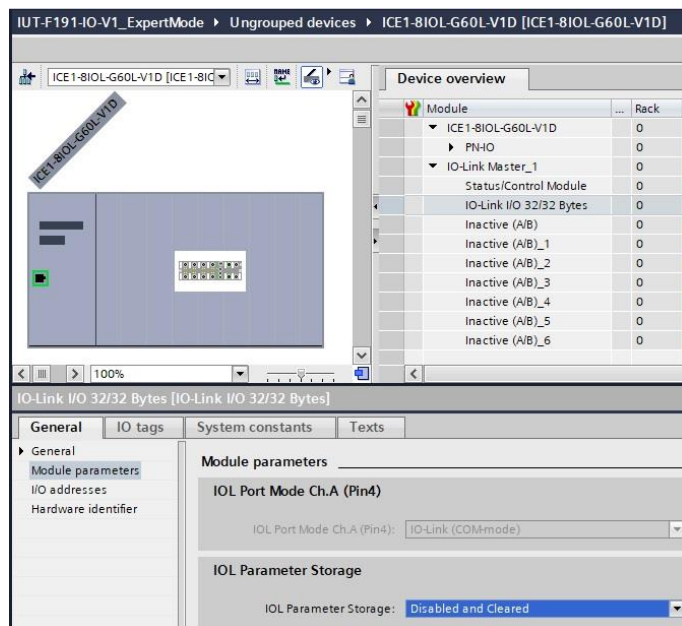 IUT-F191-IO-V1_ExpertMode ▸ Ungrouped devices ▸ ICE1-8IOL-G60L-V1D [ICE1-8IOL-G60L-V1D]
ICE1-8IOL-G60L-V1D [ICE1-8IO
Device overview
Module ... Rack
ICE1-8IOL-G60L-V1D 0
PN-IO 0
IO-Link Master_1 0
Status/Control Module 0
IO-Link I/O 32/32 Bytes 0
Inactive (A/B) 0
Inactive (A/B)_1 0
Inactive (A/B)_2 0
Inactive (A/B)_3 0
Inactive (A/B)_4 0
Inactive (A/B)_5 0
Inactive (A/B)_6 0
ICE1-8IOL-G60L-V1D
100%
IO-Link I/O 32/32 Bytes [IO-Link I/O 32/32 Bytes]
General IO tags System constants Texts
General
Module parameters
I/O addresses
Hardware identifier
Module parameters
IOL Port Mode Ch.A (Pin4)
IOL Port Mode Ch.A (Pin4): IO-Link (COM-mode)
IOL Parameter Storage
IOL Parameter Storage: Disabled and Cleared